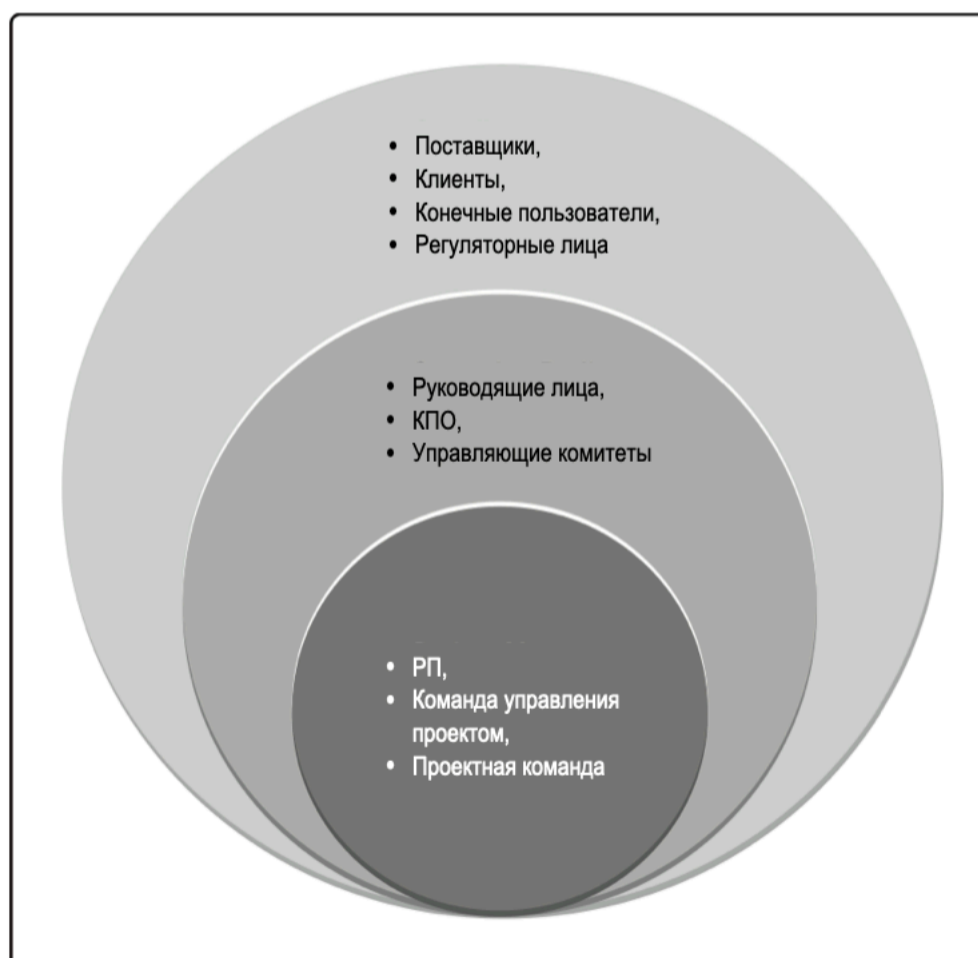 • Поставщики,
• Клиенты,
• Конечные пользователи,
• Регуляторные лица
• Руководящие лица,
• КПО,
• Управляющие комитеты
• РП,
• Команда управления
проектом,
• Проектная команда